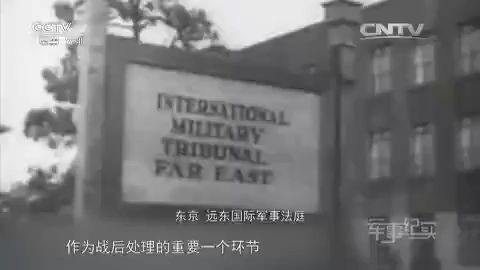 CCTV
CNTV
INTERNATIONAL
MILITARY
TRIBUNAL
FAR EAST
东京 远东国际军事法庭
军事纪实
作为战后处理的重要一个环节